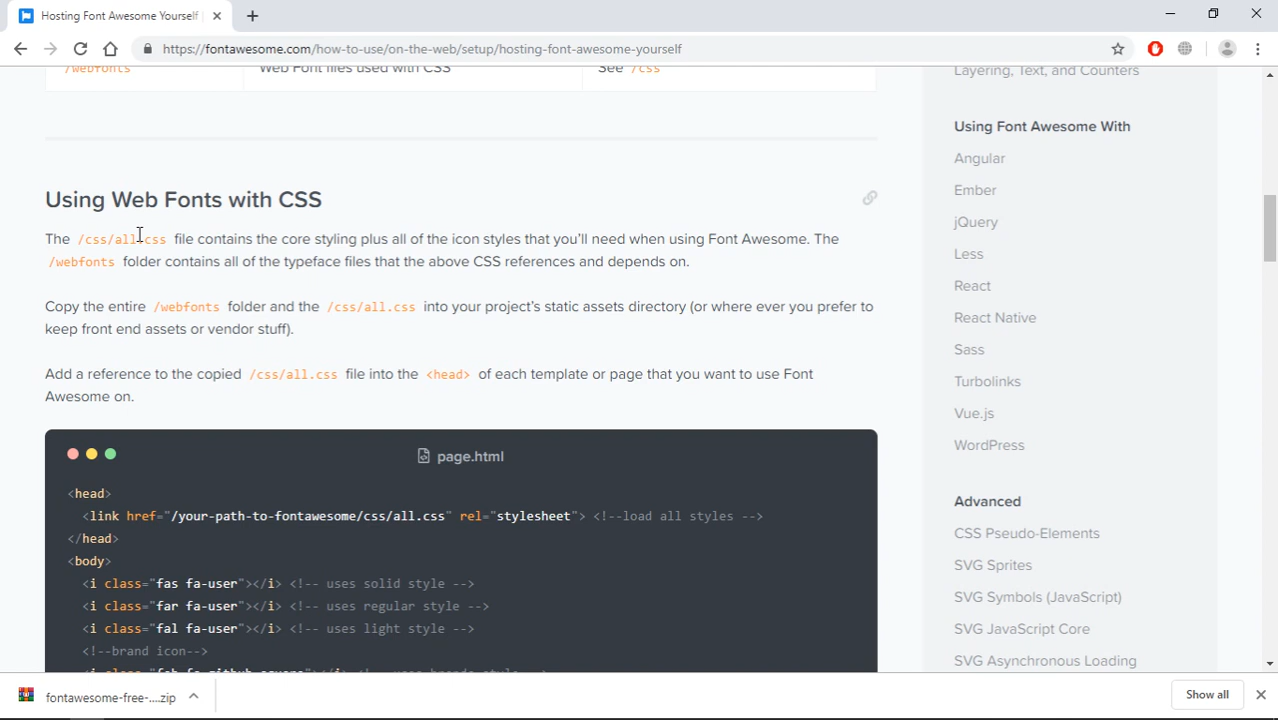 Hosting Font Awesome Yourself
https://fontawesome.com/how-to-use/on-the-web/setup/hosting-font-awesome-yourself
/webfonts Web Font files used with CSS See /css
Using Web Fonts with CSS
The /css/all.css file contains the core styling plus all of the icon styles that you’ll need when using Font Awesome. The
/webfonts folder contains all of the typeface files that the above CSS references and depends on.
Copy the entire /webfonts folder and the /css/all.css into your project’s static assets directory (or where ever you prefer to
keep front end assets or vendor stuff).
Add a reference to the copied /css/all.css file into the <head> of each template or page that you want to use Font
Awesome on.
page.html
<head>
<link href="/your-path-to-fontawesome/css/all.css" rel="stylesheet"> <!--load all styles -->
</head>
<body>
<i class="fas fa-user"></i> <!-- uses solid style -->
<i class="far fa-user"></i> <!-- uses regular style -->
<i class="fal fa-user"></i> <!-- uses light style -->
<!--brand icon-->
<i class="fab fa-github-square"></i> <!-- uses brands style -->
Layering, Text, and Counters
Using Font Awesome With
Angular
Ember
jQuery
Less
React
React Native
Sass
Turbolinks
Vue.js
WordPress
Advanced
CSS Pseudo-Elements
SVG Sprites
SVG Symbols (JavaScript)
SVG JavaScript Core
SVG Asynchronous Loading
fontawesome-free-....zip
Show all